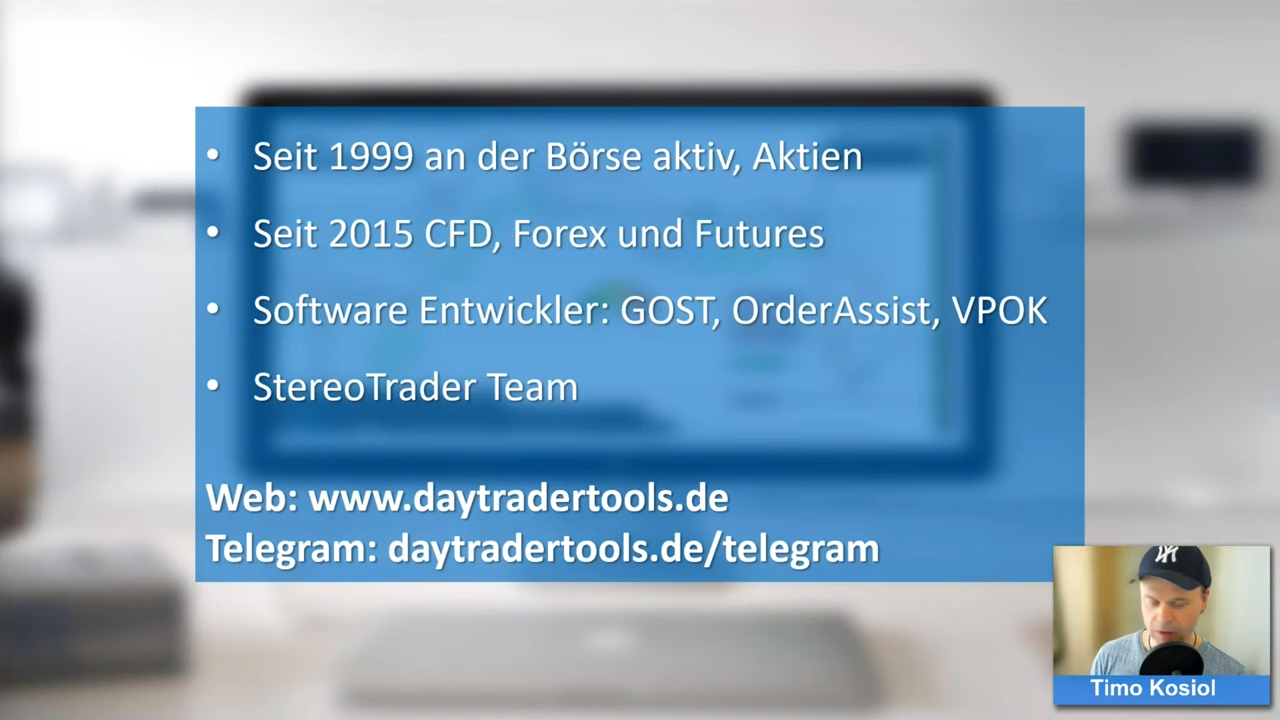 • Seit 1999 an der Börse aktiv, Aktien
• Seit 2015 CFD, Forex und Futures
• Software Entwickler: GOST, OrderAssist, VPOK
• StereoTrader Team
Web: www.daytradertools.de
Telegram: daytradertools.de/telegram
NY
Timo Kosiol